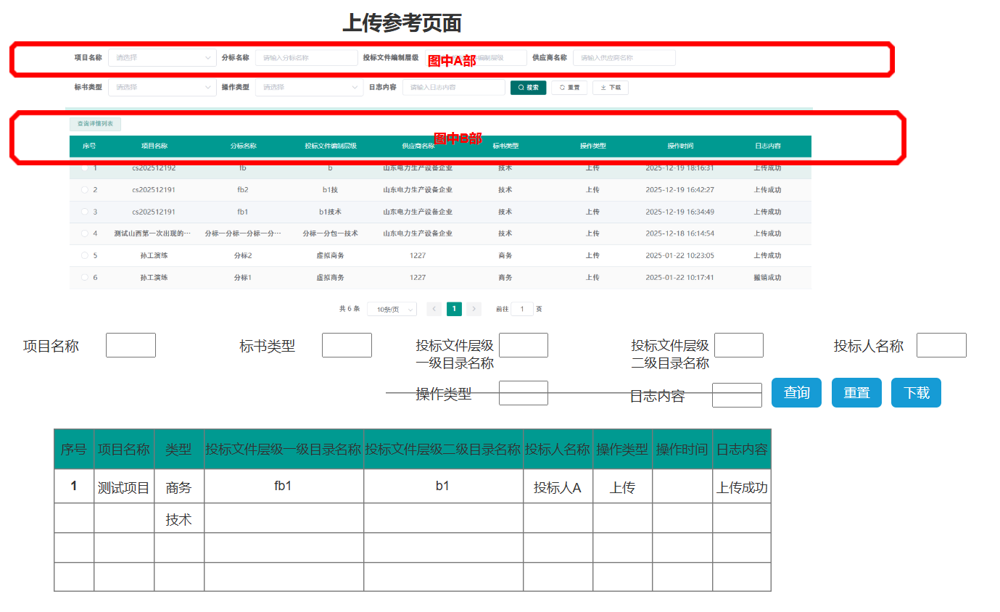 上传参考页面
项目名称 请选择 分标名称 请输入分标名称 投标文件编制层级 编制层级 供应商名称 请输入供应商名称
图中A部
标书类型 请选择 操作类型 请选择 日志内容 请输入日志内容 搜索 重置 下载
查询详情列表
图中B部
序号 项目名称 分标名称 投标文件编制层级 供应商名称 标书类型 操作类型 操作时间 日志内容
1 cs202512192 fb b 山东电力生产设备企业 技术 上传 2025-12-19 18:16:31 上传成功
2 cs202512191 fb2 b1技 山东电力生产设备企业 技术 上传 2025-12-19 16:42:27 上传成功
3 cs202512191 fb1 b1技术 山东电力生产设备企业 技术 上传 2025-12-19 16:34:49 上传成功
4 测试山西第一次出现的… 分标一分标一分标一分… 分标一分包一技术 山东电力生产设备企业 技术 上传 2025-12-18 16:14:54 上传成功
5 孙工演练 分标2 虚拟商务 1227 商务 上传 2025-01-22 10:23:05 上传成功
6 孙工演练 分标1 虚拟商务 1227 商务 上传 2025-01-22 10:17:41 撤销成功
共 6 条 10条/页 1 前往 1 页
项目名称 标书类型 投标文件层级 投标文件层级 投标人名称
一级目录名称 二级目录名称
操作类型 日志内容 查询 重置 下载
序号 项目名称 类型 投标文件层级一级目录名称 投标文件层级二级目录名称 投标人名称 操作类型 操作时间 日志内容
1 测试项目 商务 fb1 b1 投标人A 上传 上传成功
技术